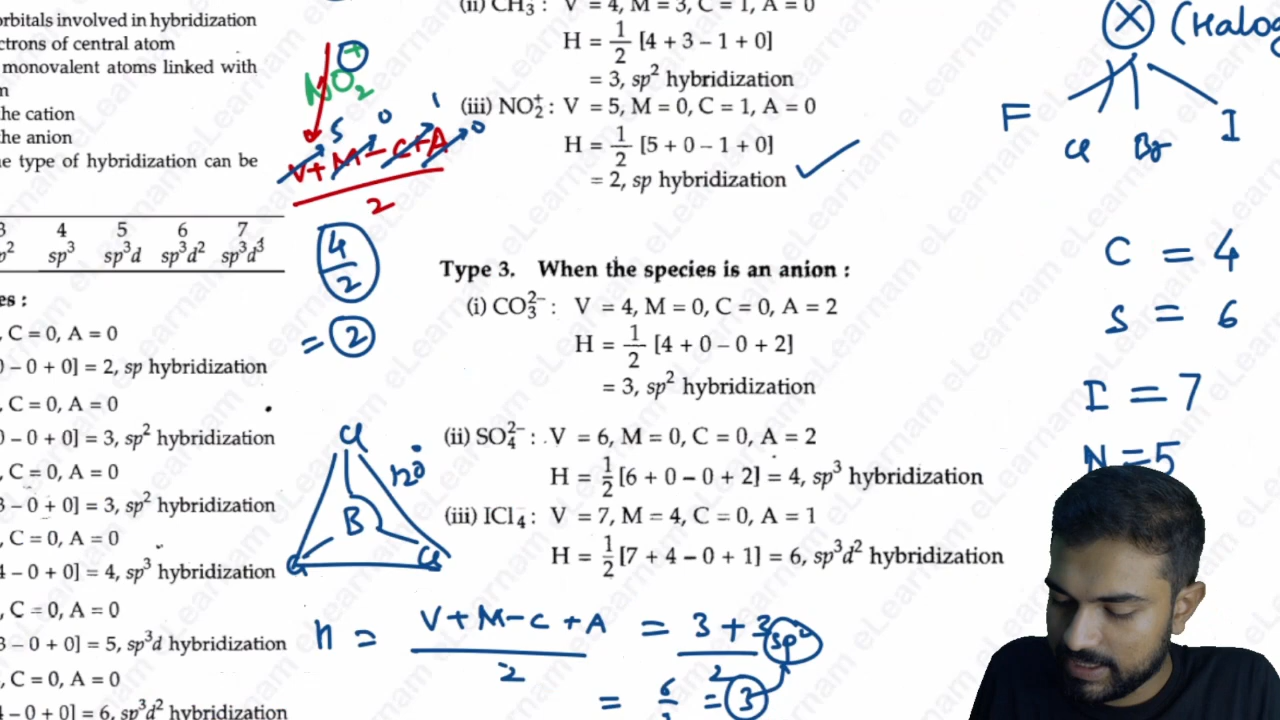 orbitals involved in hybridization
ctrons of central atom
monovalent atoms linked with
n
he cation
the anion
e type of hybridization can be
3 4 5 6 7
p² sp³ sp³d sp³d² sp³d³
es :
, C = 0, A = 0
0 – 0 + 0] = 2, sp hybridization
, C = 0, A = 0
0 – 0 + 0] = 3, sp² hybridization
, C = 0, A = 0
3 – 0 + 0] = 3, sp² hybridization
, C = 0, A = 0
4 – 0 + 0] = 4, sp³ hybridization
, C = 0, A = 0
3 – 0 + 0] = 5, sp³d hybridization
, C = 0, A = 0
4 – 0 + 0] = 6, sp³d² hybridization
NO₂⁺
5 0 1 0
V + M – C + A
2
4
2
= 2
Cl
120°
B
Cl Cl
(ii) CH₃ : V = 4, M = 3, C = 1, A = 0
H = 1/2 [4 + 3 – 1 + 0]
= 3, sp² hybridization
(iii) NO₂⁺ : V = 5, M = 0, C = 1, A = 0
H = 1/2 [5 + 0 – 1 + 0]
= 2, sp hybridization
Type 3. When the species is an anion :
(i) CO₃²⁻ : V = 4, M = 0, C = 0, A = 2
H = 1/2 [4 + 0 – 0 + 2]
= 3, sp² hybridization
(ii) SO₄²⁻ : V = 6, M = 0, C = 0, A = 2
H = 1/2 [6 + 0 – 0 + 2] = 4, sp³ hybridization
(iii) ICl₄ : V = 7, M = 4, C = 0, A = 1
H = 1/2 [7 + 4 – 0 + 1] = 6, sp³d² hybridization
H = V + M – C + A / 2 = 3 + 3 / 2 sp²
= 6 / 2 = 3
X (Halog
F Cl Br I
C = 4
S = 6
I = 7
N = 5
eLearnam